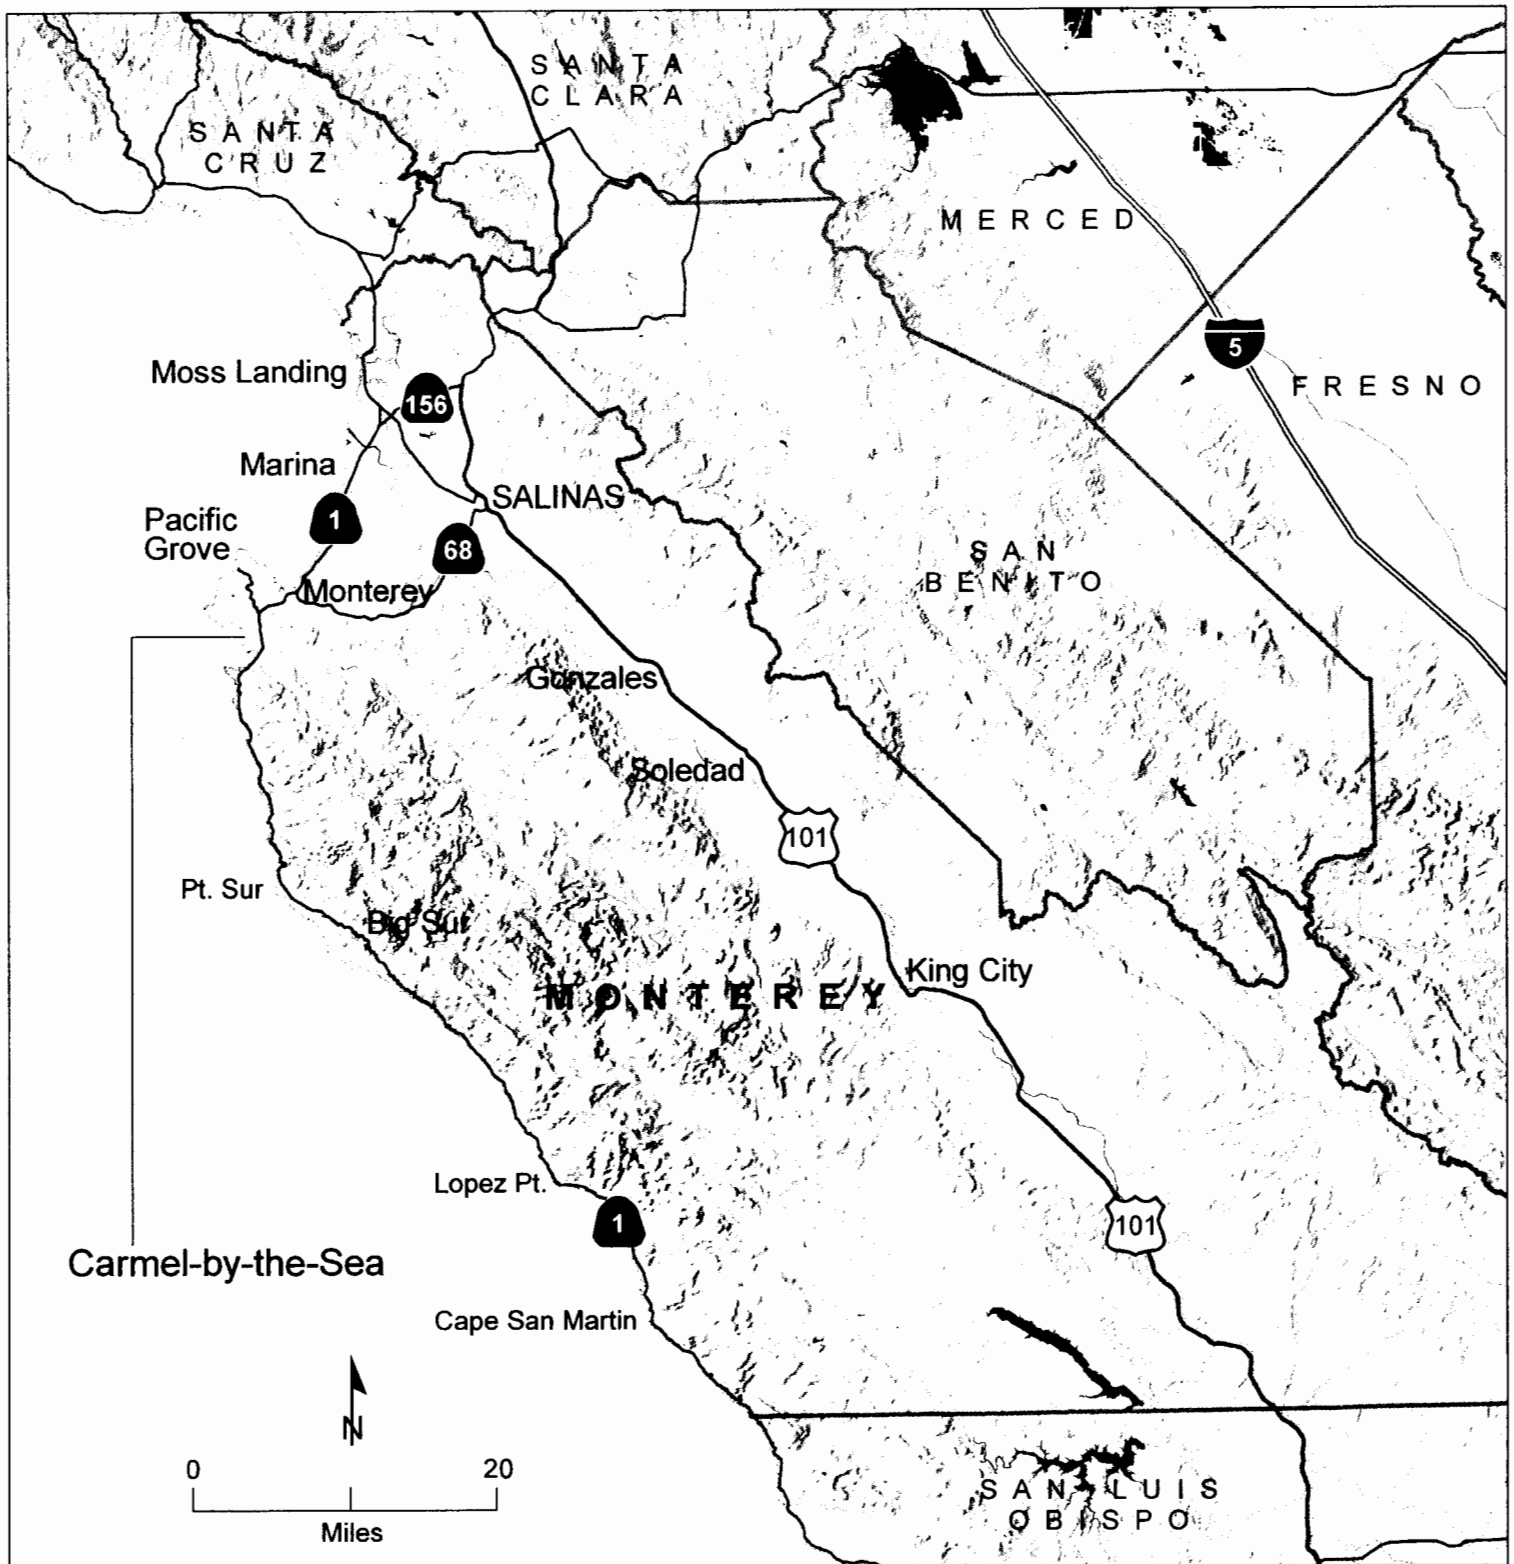 SANTA
CLARA
SANTA
CRUZ
MERCED
5
FRESNO
Moss Landing
156
Marina
SALINAS
1
Pacific
Grove
68
SAN
BENITO
Monterey
Gonzales
Soledad
101
Pt. Sur
Big Sur
King City
MONTEREY
Lopez Pt.
1
101
Carmel-by-the-Sea
Cape San Martin
N
0 20
Miles
SAN LUIS
OBISPO